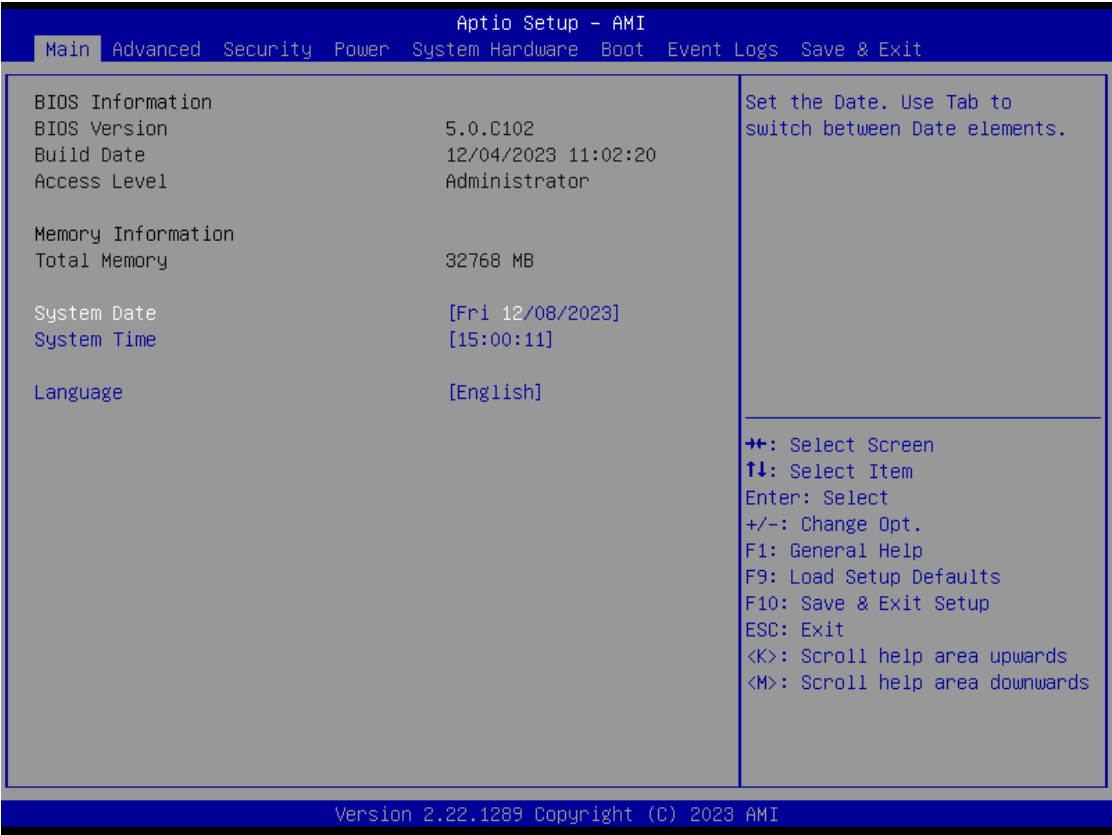 Aptio Setup – AMI
Main Advanced Security Power System Hardware Boot Event Logs Save & Exit
BIOS Information
BIOS Version 5.0.C102
Build Date 12/04/2023 11:02:20
Access Level Administrator
Memory Information
Total Memory 32768 MB
System Date [Fri 12/08/2023]
System Time [15:00:11]
Language [English]
Set the Date. Use Tab to
switch between Date elements.
→←: Select Screen
↑↓: Select Item
Enter: Select
+/-: Change Opt.
F1: General Help
F9: Load Setup Defaults
F10: Save & Exit Setup
ESC: Exit
<K>: Scroll help area upwards
<M>: Scroll help area downwards
Version 2.22.1289 Copyright (C) 2023 AMI